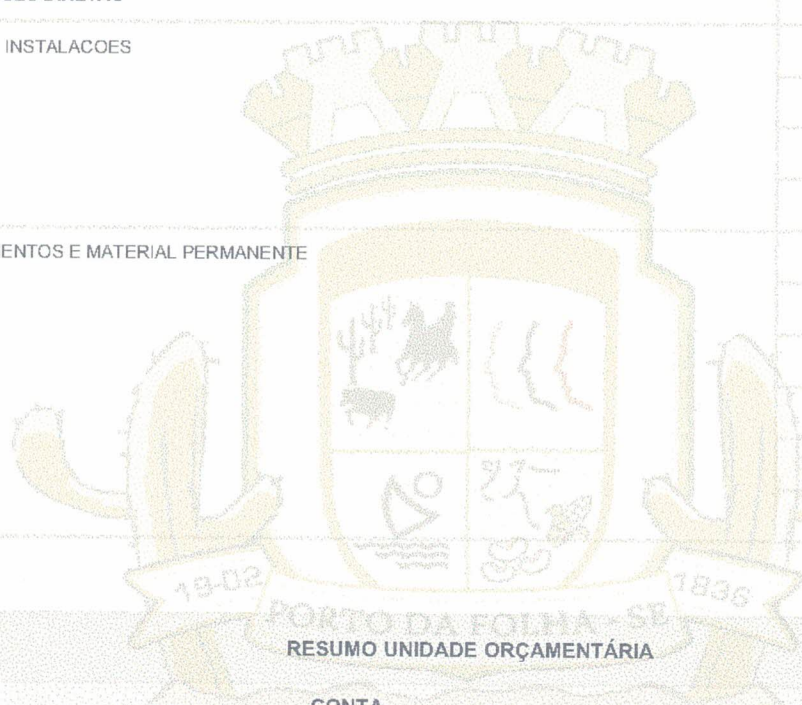 INSTALACOES
ENTOS E MATERIAL PERMANENTE
19-02
1836
PORTO DA FOLHA - SE
RESUMO UNIDADE ORÇAMENTÁRIA
CONTA